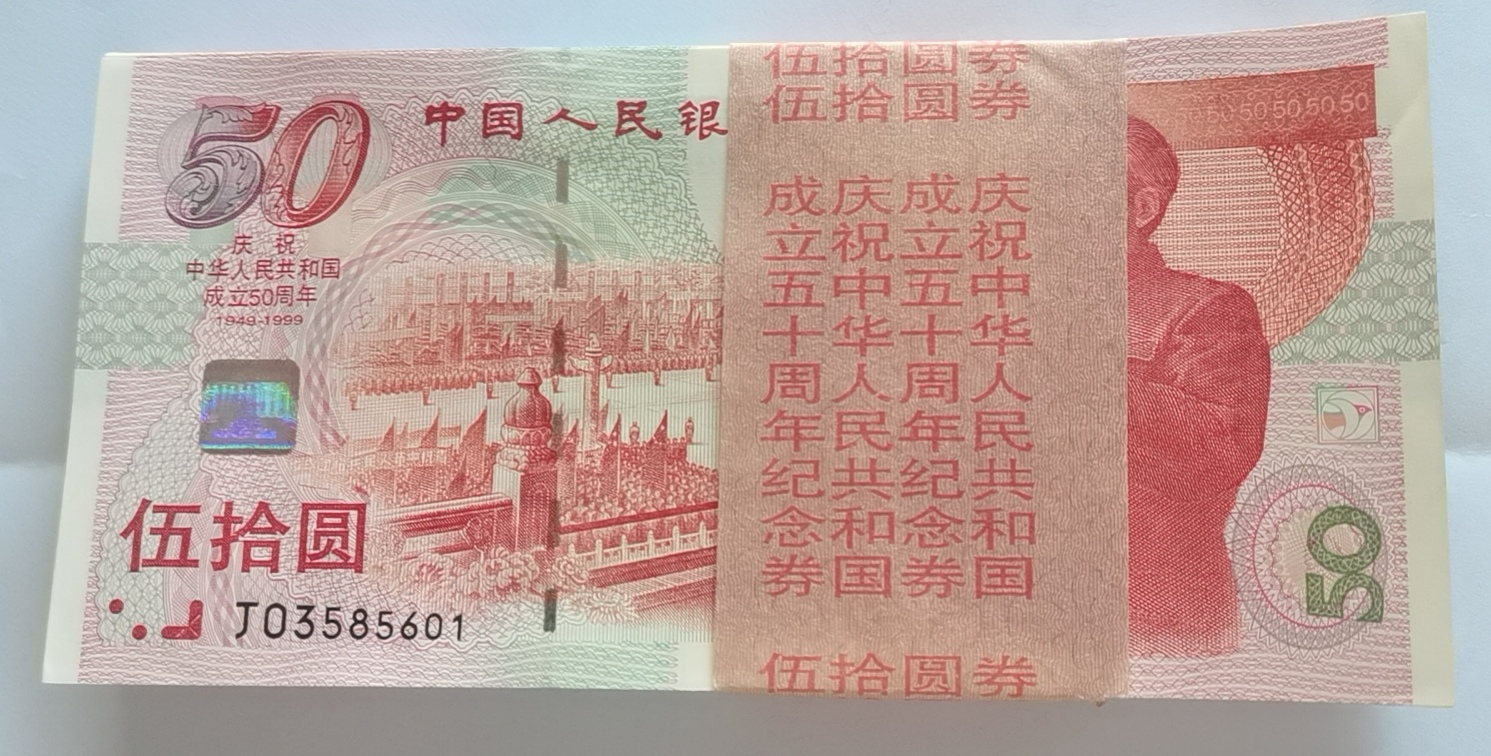 50
中国人民银
庆祝
中华人民共和国
成立50周年
1949-1999
伍拾圆
J03585601
伍拾圆券
伍拾圆券
庆祝中华人民共和国
成立五十周年纪念券
庆祝中华人民共和国
成立五十周年纪念券
伍拾圆券
50 50 50 50
50